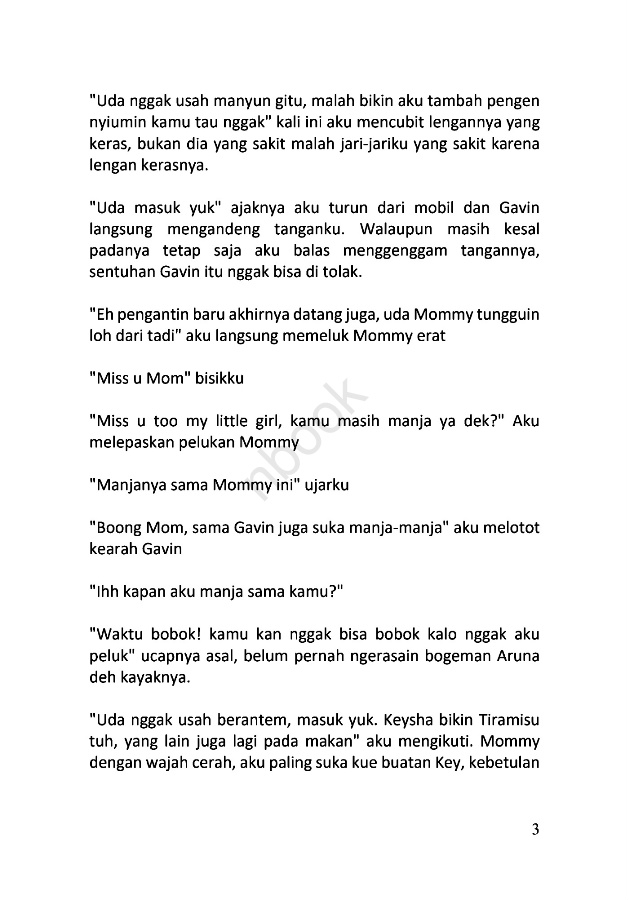 "Uda nggak usah manyun gitu, malah bikin aku tambah pengen
nyiumin kamu tau nggak" kali ini aku mencubit lengannya yang
keras, bukan dia yang sakit malah jari-jariku yang sakit karena
lengan kerasnya.
"Uda masuk yuk" ajaknya aku turun dari mobil dan Gavin
langsung mengandeng tanganku. Walaupun masih kesal
padanya tetap saja aku balas menggenggam tangannya,
sentuhan Gavin itu nggak bisa di tolak.
"Eh pengantin baru akhirnya datang juga, uda Mommy tungguin
loh dari tadi" aku langsung memeluk Mommy erat
"Miss u Mom" bisikku
"Miss u too my little girl, kamu masih manja ya dek?" Aku
melepaskan pelukan Mommy
"Manjanya sama Mommy ini" ujarku
"Boong Mom, sama Gavin juga suka manja-manja" aku melotot
kearah Gavin
"Ihh kapan aku manja sama kamu?"
"Waktu bobok! kamu kan nggak bisa bobok kalo nggak aku
peluk" ucapnya asal, belum pernah ngerasain bogeman Aruna
deh kayaknya.
"Uda nggak usah berantem, masuk yuk. Keysha bikin Tiramisu
tuh, yang lain juga lagi pada makan" aku mengikuti. Mommy
dengan wajah cerah, aku paling suka kue buatan Key, kebetulan
3
nbook